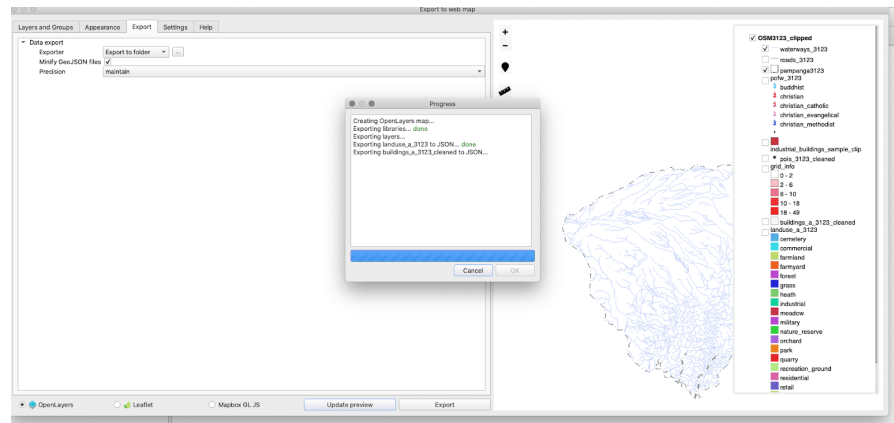 Export to web map
Layers and Groups Appearance Export Settings Help
Data export
Exporter Export to folder ...
Minify GeoJSON files
Precision maintain
Progress
Creating OpenLayers map...
Exporting libraries... done
Exporting layers...
Exporting landuse_a_3123 to JSON... done
Exporting buildings_a_3123_cleaned to JSON...
Cancel OK
+
-
OSM3123_clipped
waterways_3123
roads_3123
pampanga3123
pofw_3123
buddhist
christian
christian_catholic
christian_evangelical
christian_methodist
industrial_buildings_sample_clip
pois_3123_cleaned
grid_info
0 - 2
2 - 6
6 - 10
10 - 18
18 - 49
buildings_a_3123_cleaned
landuse_a_3123
cemetery
commercial
farmland
farmyard
forest
grass
heath
industrial
meadow
military
nature_reserve
orchard
park
quarry
recreation_ground
residential
retail
OpenLayers Leaflet Mapbox GL JS Update preview Export